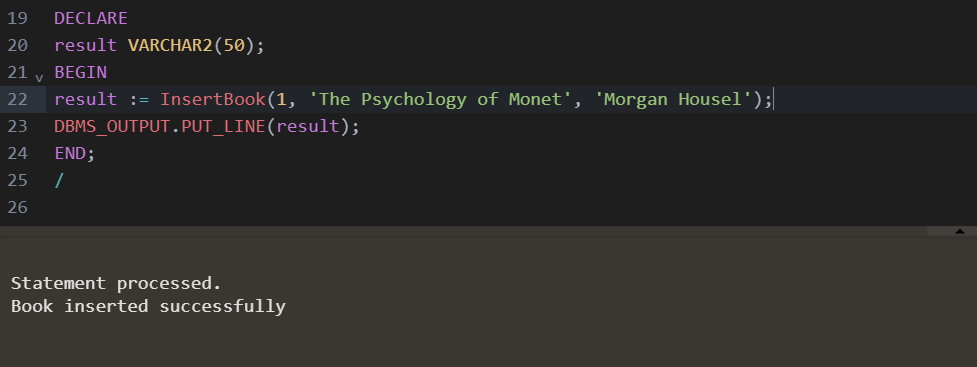 19 DECLARE
20 result VARCHAR2(50);
21 BEGIN
22 result := InsertBook(1, 'The Psychology of Monet', 'Morgan Housel');
23 DBMS_OUTPUT.PUT_LINE(result);
24 END;
25 /
26
Statement processed.
Book inserted successfully